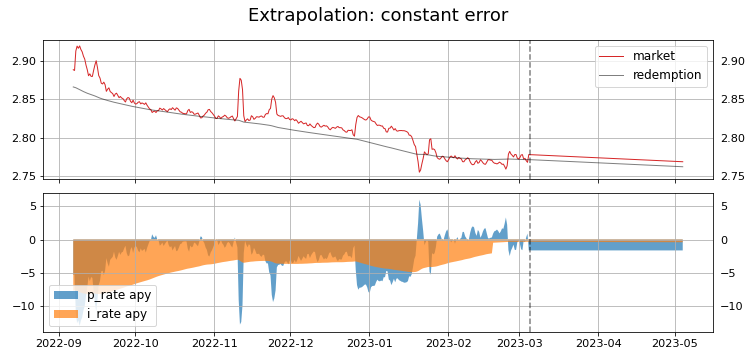 Extrapolation: constant error
2.90 2.90
market
redemption
2.85 2.85
2.80 2.80
2.75 2.75
5 5
0 0
−5 −5
−10 −10
p_rate apy
i_rate apy
2022-09 2022-10 2022-11 2022-12 2023-01 2023-02 2023-03 2023-04 2023-05